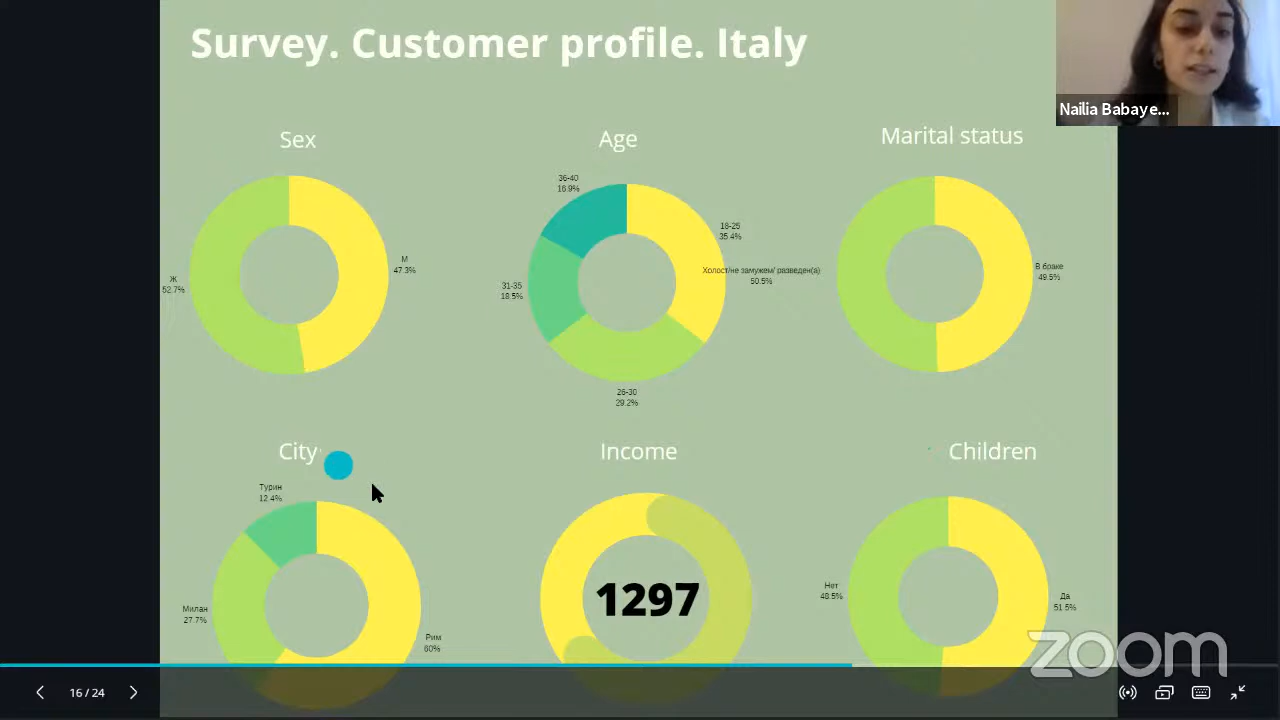 Survey. Customer profile. Italy
Nailia Babaye...
Sex
Age
Marital status
Ж
52.7%
М
47.3%
36-40
16.9%
18-25
35.4%
31-35
18.5%
26-30
29.2%
Холост/не замужем/ разведен(а)
50.5%
В браке
49.5%
City
Income
Children
Турин
12.4%
Милан
27.7%
Рим
60%
1297
Нет
48.5%
Да
51.5%
zoom
16 / 24